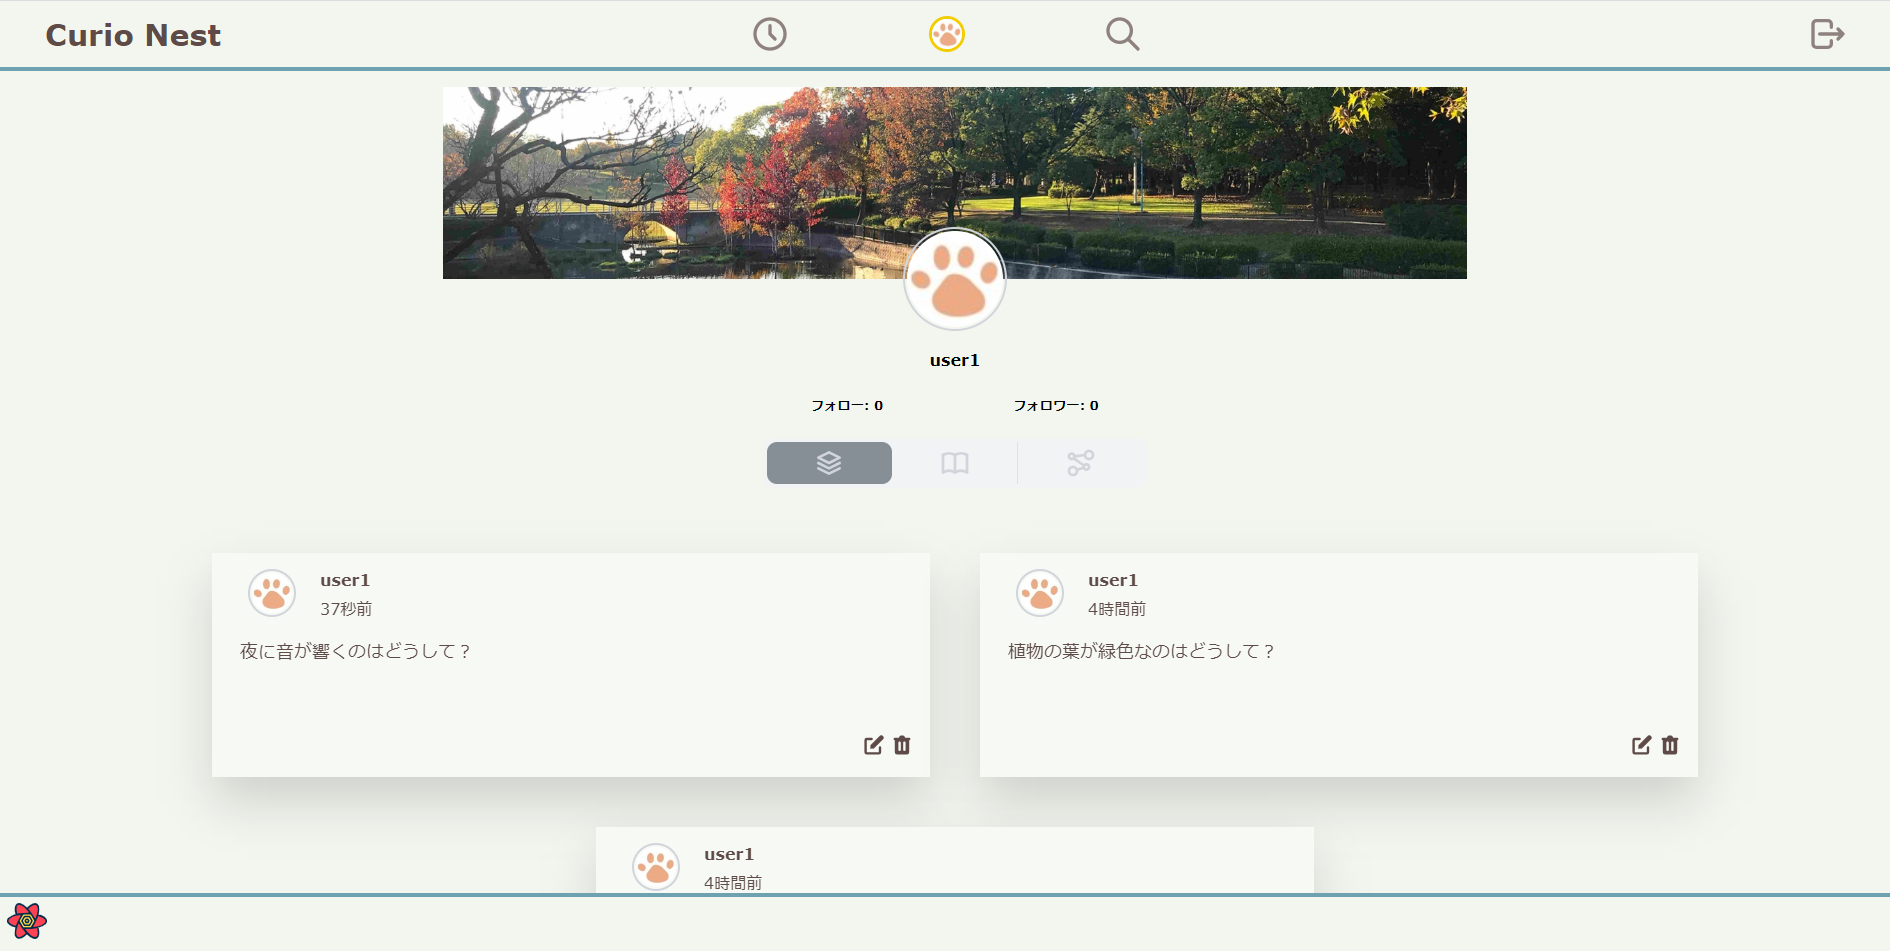 Curio Nest
user1
フォロー: 0
フォロワー: 0
user1
37秒前
夜に音が響くのはどうして？
user1
4時間前
植物の葉が緑色なのはどうして？
user1
4時間前